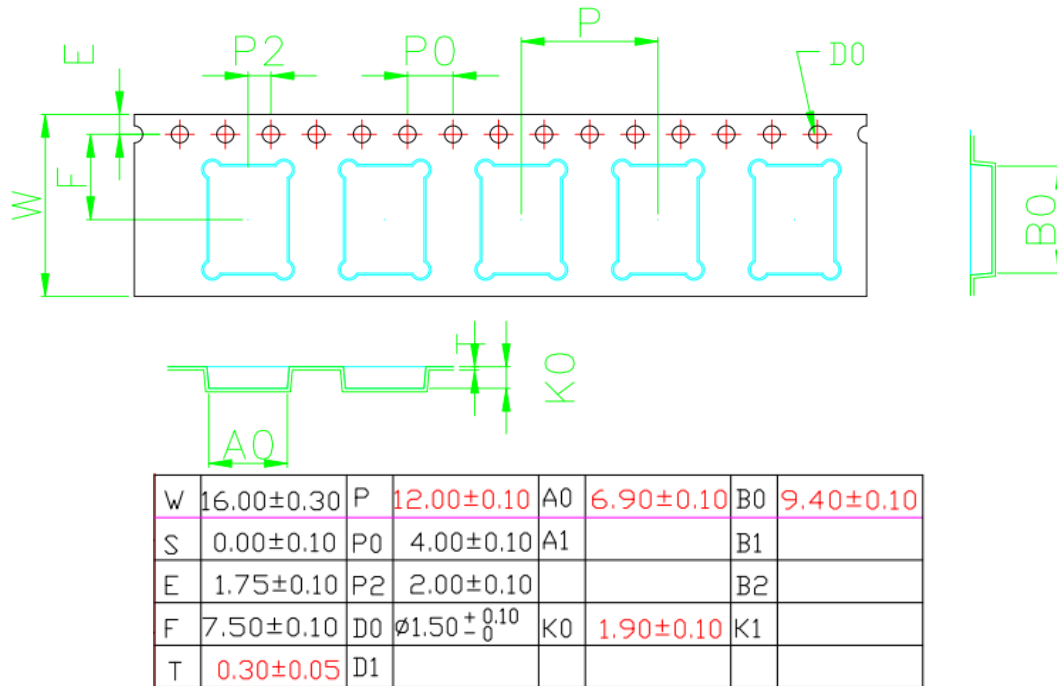 E
P2
P0
P
D0
F
W
B0
T
K0
A0
W 16.00±0.30 P 12.00±0.10 A0 6.90±0.10 B0 9.40±0.10
S 0.00±0.10 P0 4.00±0.10 A1 B1
E 1.75±0.10 P2 2.00±0.10 B2
F 7.50±0.10 D0 Ø1.50 +0.10 -0 K0 1.90±0.10 K1
T 0.30±0.05 D1